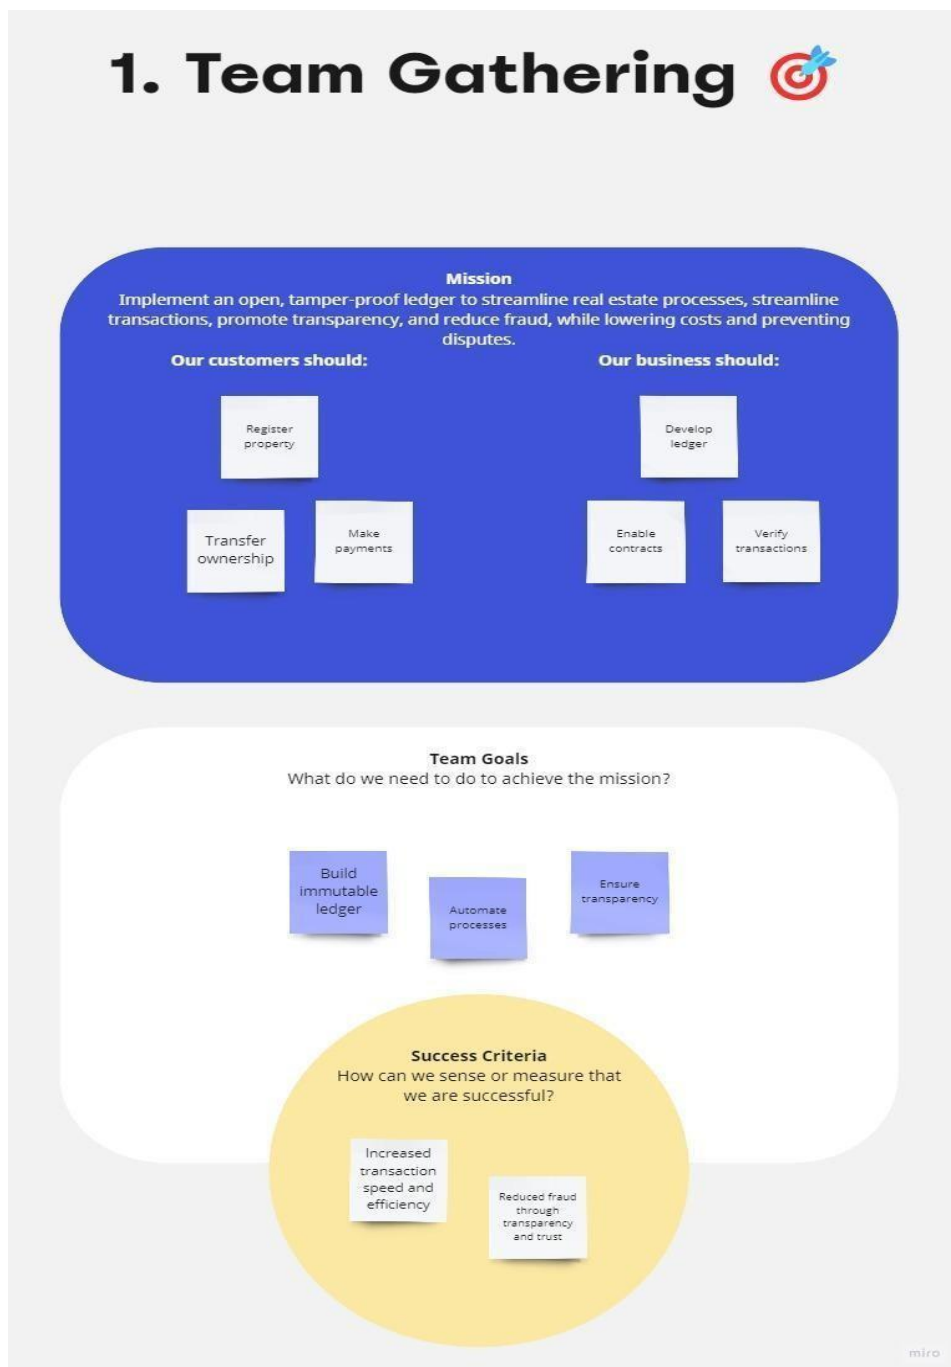 1. Team Gathering
Mission
Implement an open, tamper-proof ledger to streamline real estate processes, streamline
transactions, promote transparency, and reduce fraud, while lowering costs and preventing
disputes.
Our customers should:
Register
property
Transfer
ownership
Make
payments
Our business should:
Develop
ledger
Enable
contracts
Verify
transactions
Team Goals
What do we need to do to achieve the mission?
Build
immutable
ledger
Automate
processes
Ensure
transparency
Success Criteria
How can we sense or measure that
we are successful?
Increased
transaction
speed and
efficiency
Reduced fraud
through
transparency
and trust
miro